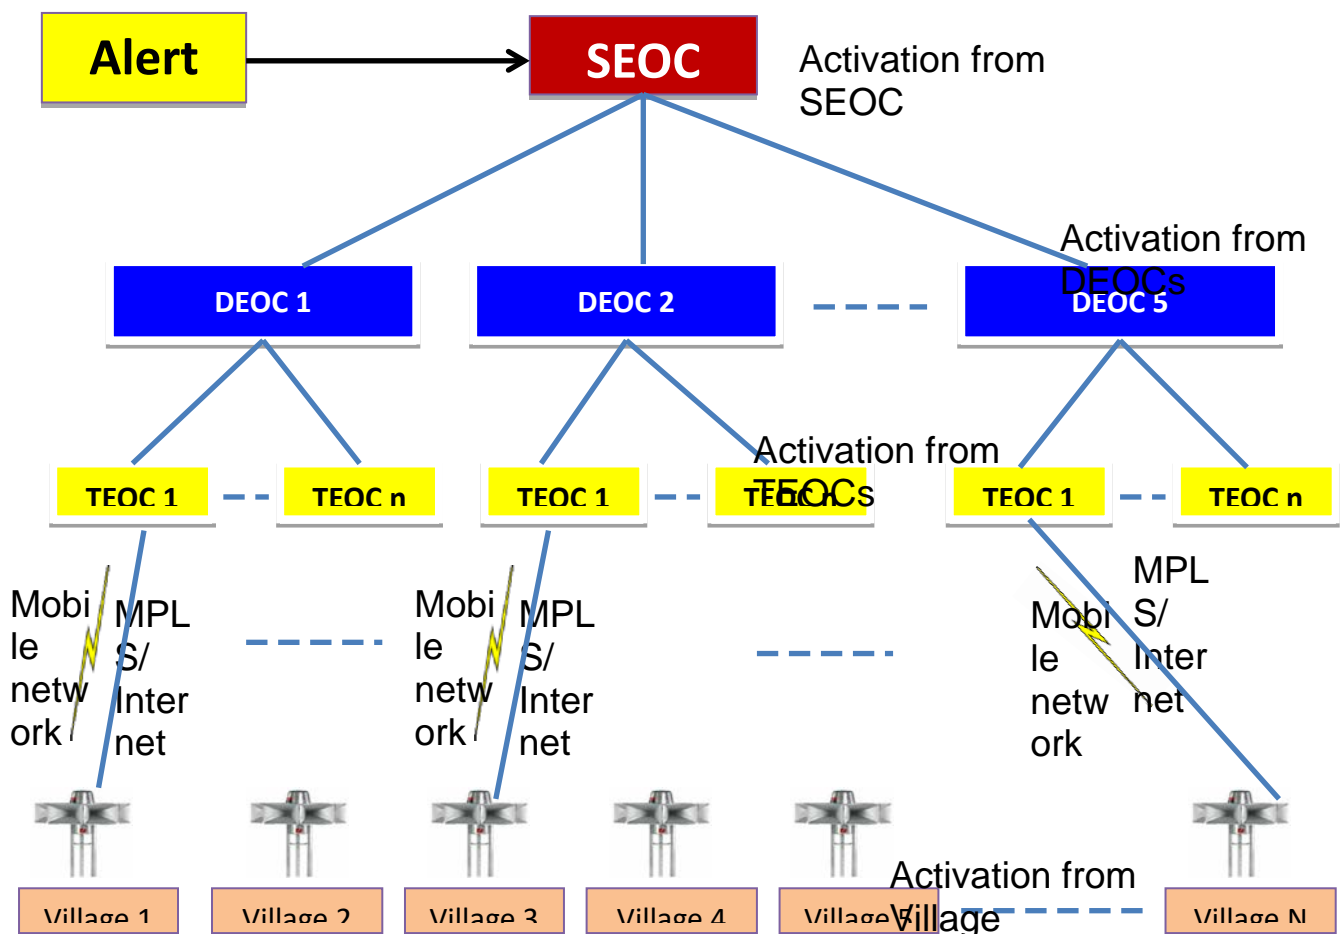 Alert
SEOC
Activation from
SEOC
Activation from
DEOCs
DEOC 1
DEOC 2
DEOC 5
Activation from
TEOCs
TEOC 1
TEOC n
TEOC 1
TEOC n
TEOC 1
TEOC n
Mobi
le
netw
ork
MPL
S/
Inter
net
Mobi
le
netw
ork
MPL
S/
Inter
net
Mobi
le
netw
ork
MPL
S/
Inter
net
Activation from
Village
Village 1
Village 2
Village 3
Village 4
Village 5
Village N